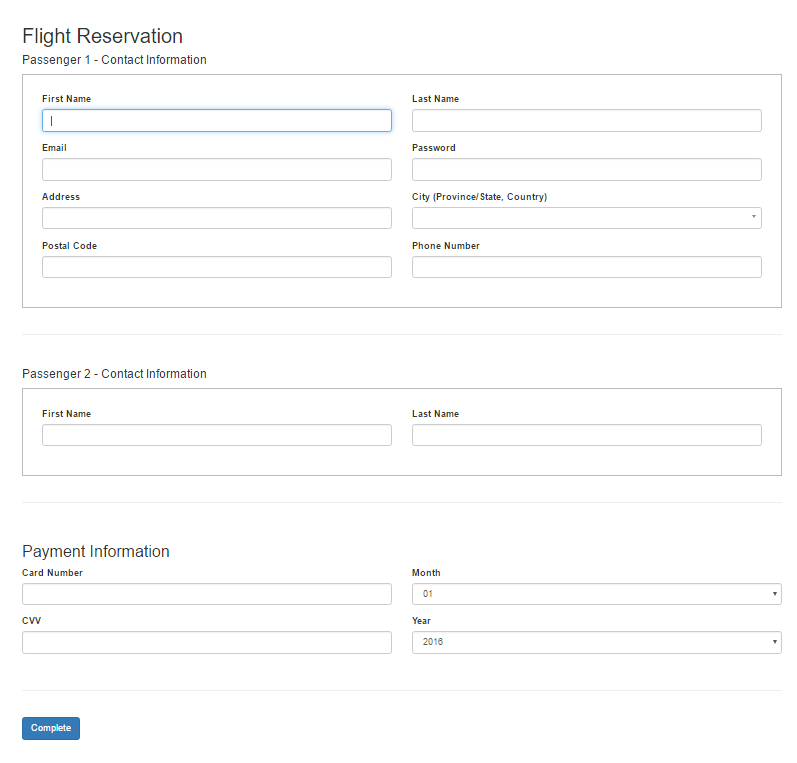 Flight Reservation
Passenger 1 - Contact Information
First Name Last Name
Email Password
Address City (Province/State, Country)
Postal Code Phone Number
Passenger 2 - Contact Information
First Name Last Name
Payment Information
Card Number Month
01
CVV Year
2016
Complete